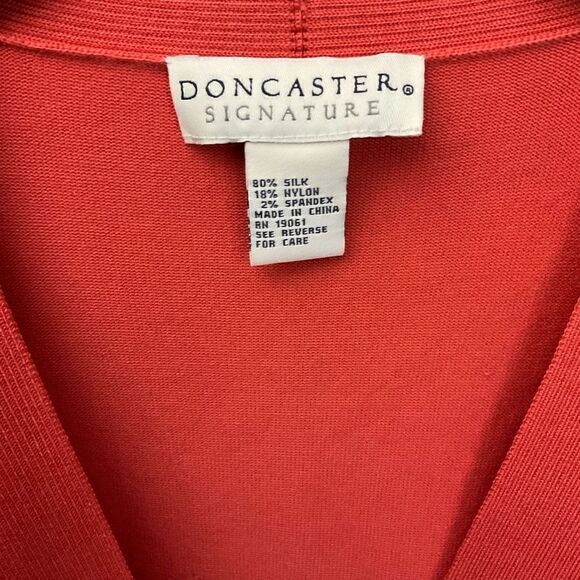 DONCASTER®
SIGNATURE
80% SILK
18% NYLON
2% SPANDEX
MADE IN CHINA
RN 19061
SEE REVERSE
FOR CARE